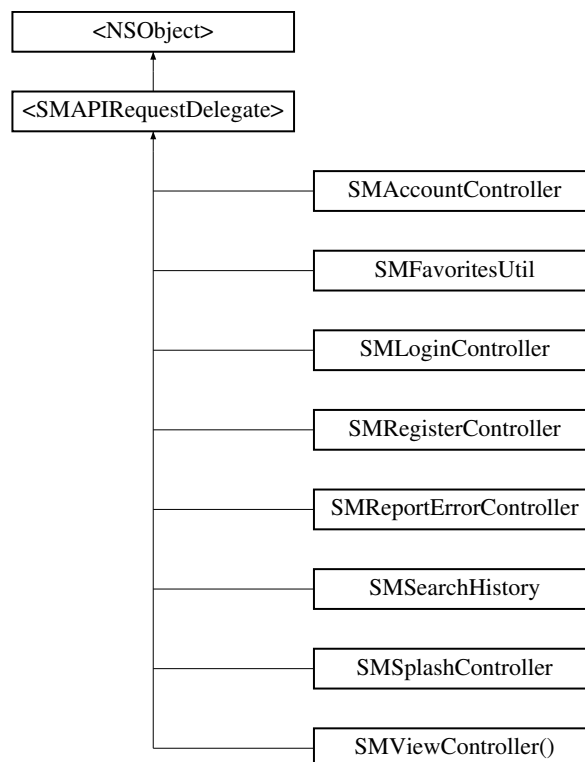 <NSObject>
<SMAPIRequestDelegate>
SMAccountController
SMFavoritesUtil
SMLoginController
SMRegisterController
SMReportErrorController
SMSearchHistory
SMSplashController
SMViewController()